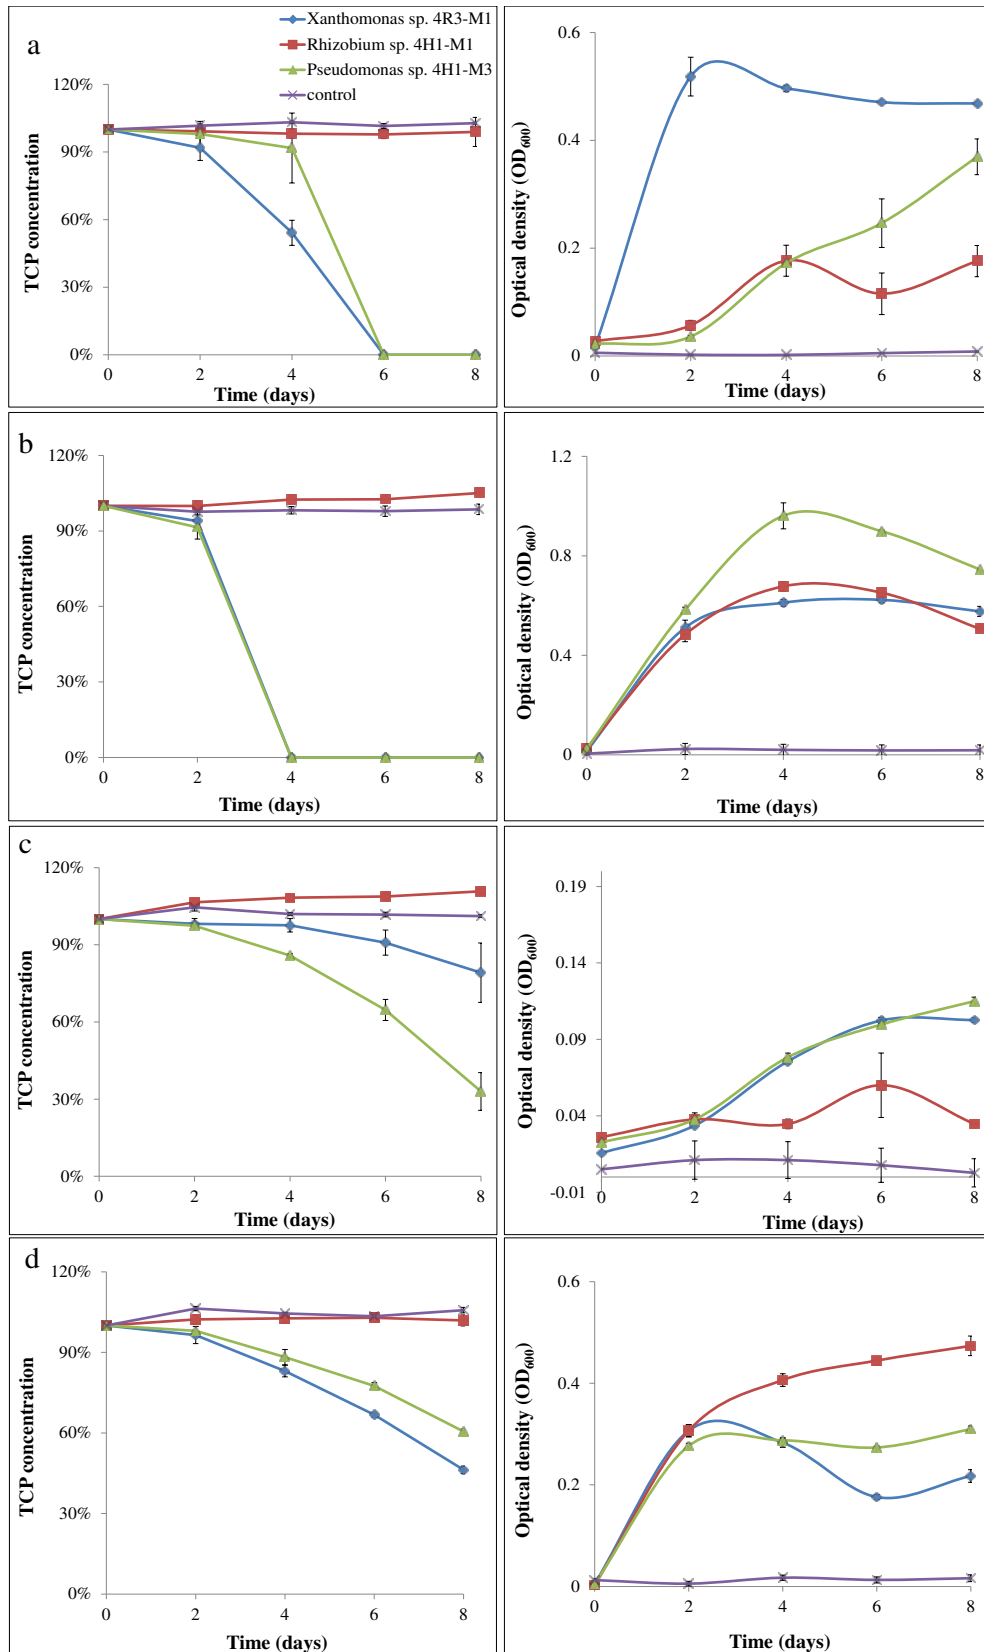 a
Xanthomonas sp. 4R3-M1
Rhizobium sp. 4H1-M1
Pseudomonas sp. 4H1-M3
control
TCP concentration
120%
90%
60%
30%
0%
0 2 4 6 8
Time (days)
Optical density (OD600)
0.6
0.4
0.2
0
0 2 4 6 8
Time (days)
b
TCP concentration
120%
90%
60%
30%
0%
0 2 4 6 8
Time (days)
Optical density (OD600)
1.2
0.8
0.4
0
0 2 4 6 8
Time (days)
c
TCP concentration
120%
90%
60%
30%
0%
0 2 4 6 8
Time (days)
Optical density (OD600)
0.19
0.14
0.09
0.04
-0.01
0 2 4 6 8
Time (days)
d
TCP concentration
120%
90%
60%
30%
0%
0 2 4 6 8
Time (days)
Optical density (OD600)
0.6
0.4
0.2
0
0 2 4 6 8
Time (days)